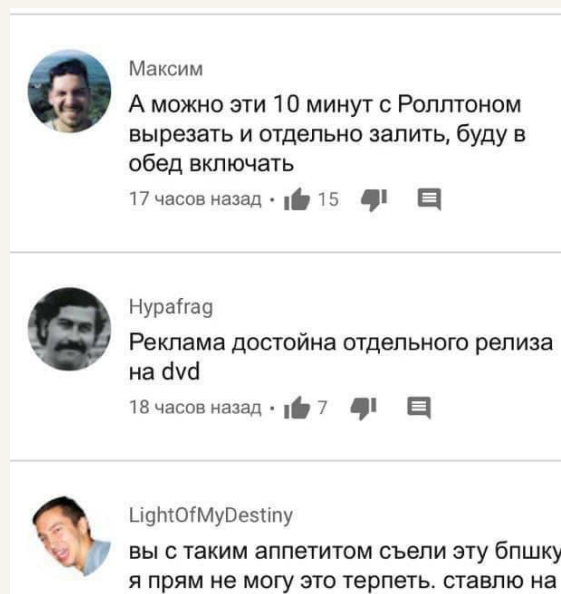 Максим
А можно эти 10 минут с Роллтоном
вырезать и отдельно залить, буду в
обед включать
17 часов назад · 15
Hypafrag
Реклама достойна отдельного релиза
на dvd
18 часов назад · 7
LightOfMyDestiny
вы с таким аппетитом съели эту бпшку
я прям не могу это терпеть. ставлю на